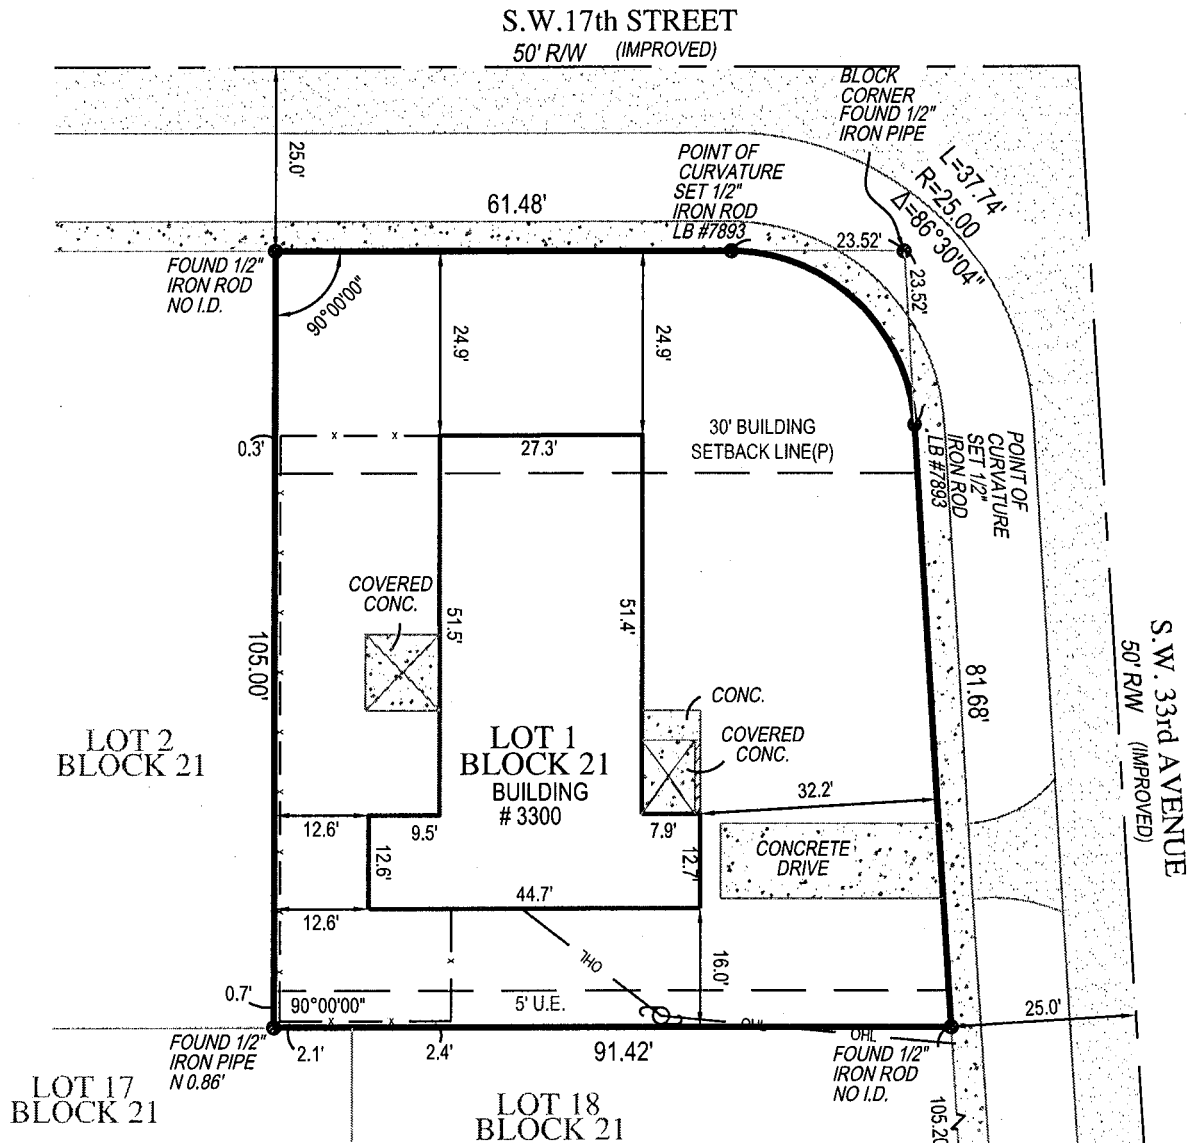 S.W.17th STREET
50' R/W (IMPROVED)
BLOCK
CORNER
FOUND 1/2"
IRON PIPE
25.0'
POINT OF
CURVATURE
SET 1/2"
IRON ROD
LB #7893
L=37.74'
R=25.00
Δ=86°30'04"
61.48'
23.52'
23.52'
FOUND 1/2"
IRON ROD
NO I.D.
90°00'00"
24.9'
24.9'
0.3'
x x
27.3'
30' BUILDING
SETBACK LINE(P)
POINT OF
CURVATURE
SET 1/2"
IRON ROD
LB #7893
COVERED
CONC.
51.5'
51.4'
105.00'
81.68'
S.W. 33rd AVENUE
50' R/W (IMPROVED)
CONC.
COVERED
CONC.
LOT 2
BLOCK 21
LOT 1
BLOCK 21
BUILDING
# 3300
32.2'
12.6'
9.5'
7.9'
12.6'
12.7'
CONCRETE
DRIVE
44.7'
12.6'
OHL
x
16.0'
0.7'
90°00'00"
5' U.E.
x x
25.0'
OHL
OHL
FOUND 1/2"
IRON PIPE
N 0.86'
2.1'
2.4'
91.42'
FOUND 1/2"
IRON ROD
NO I.D.
LOT 17
BLOCK 21
LOT 18
BLOCK 21
105.20